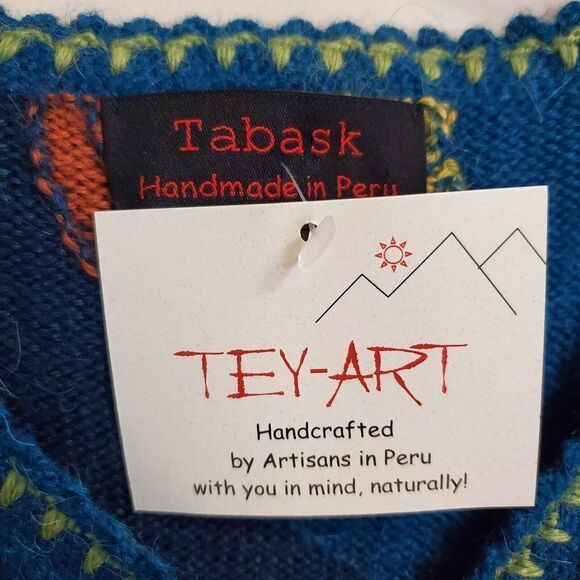 Tabask
Handmade in Peru
TEY-ART
Handcrafted
by Artisans in Peru
with you in mind, naturally!